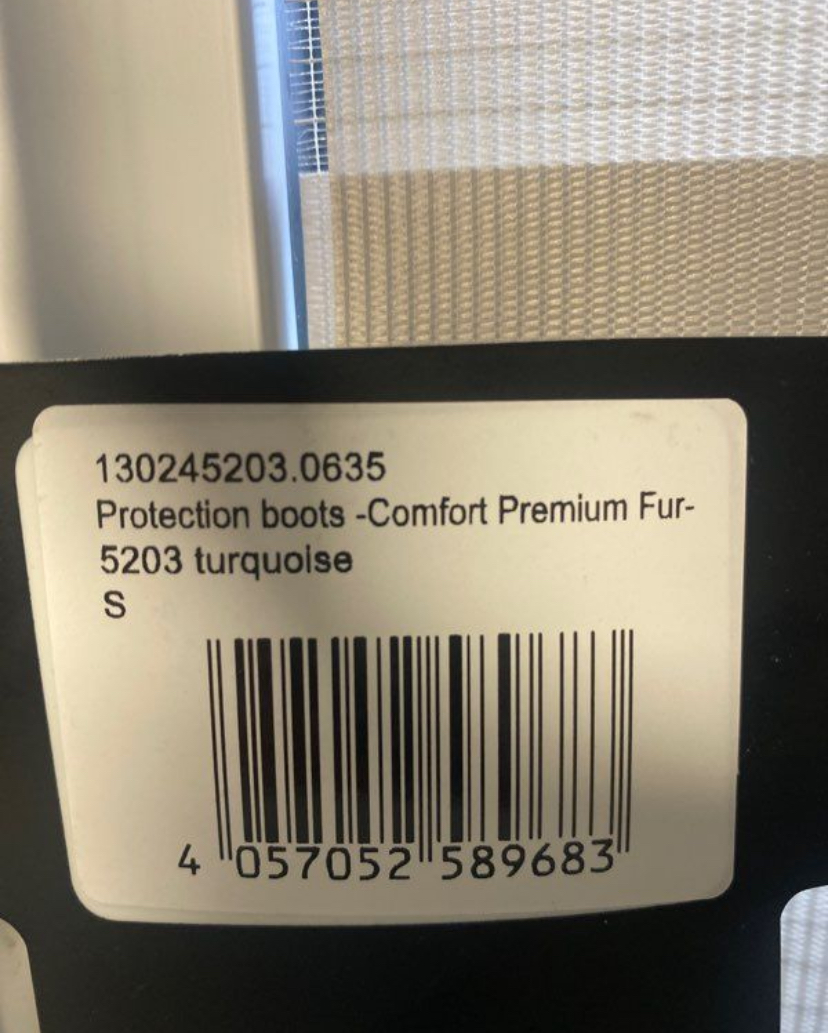 130245203.0635
Protection boots -Comfort Premium Fur-
5203 turquoise
S
4 057052 589683